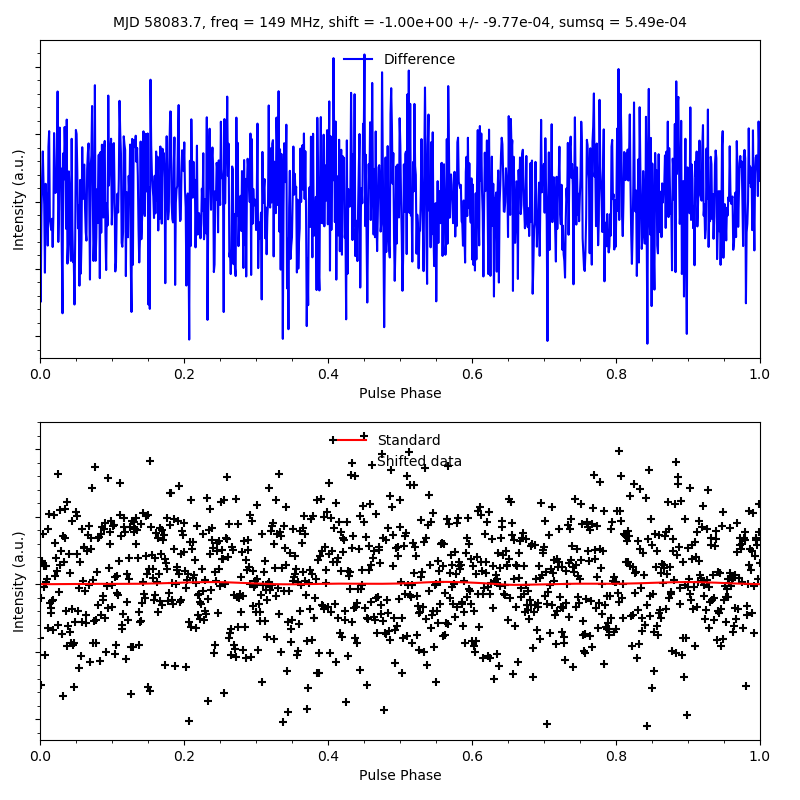 MJD 58083.7, freq = 149 MHz, shift = -1.00e+00 +/- -9.77e-04, sumsq = 5.49e-04
Difference
Intensity (a.u.)
0.0 0.2 0.4 0.6 0.8 1.0
Pulse Phase
Standard
Shifted data
Intensity (a.u.)
0.0 0.2 0.4 0.6 0.8 1.0
Pulse Phase